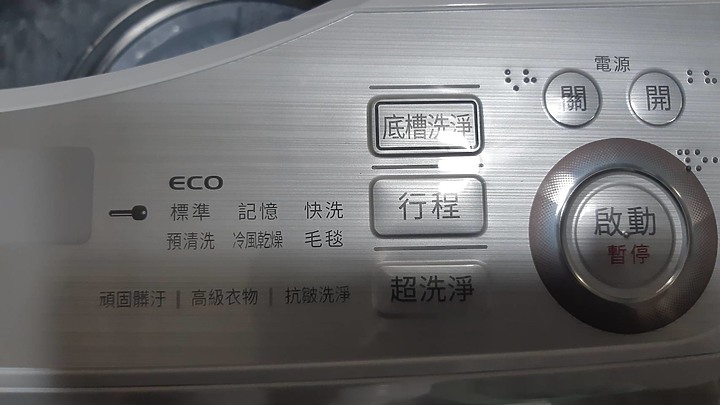 電源
關 開
底槽洗淨
ECO
標準 記憶 快洗
行程
啟動
預清洗 冷風乾燥 毛毯
暫停
頑固髒汙 | 高級衣物 | 抗皺洗淨
超洗淨